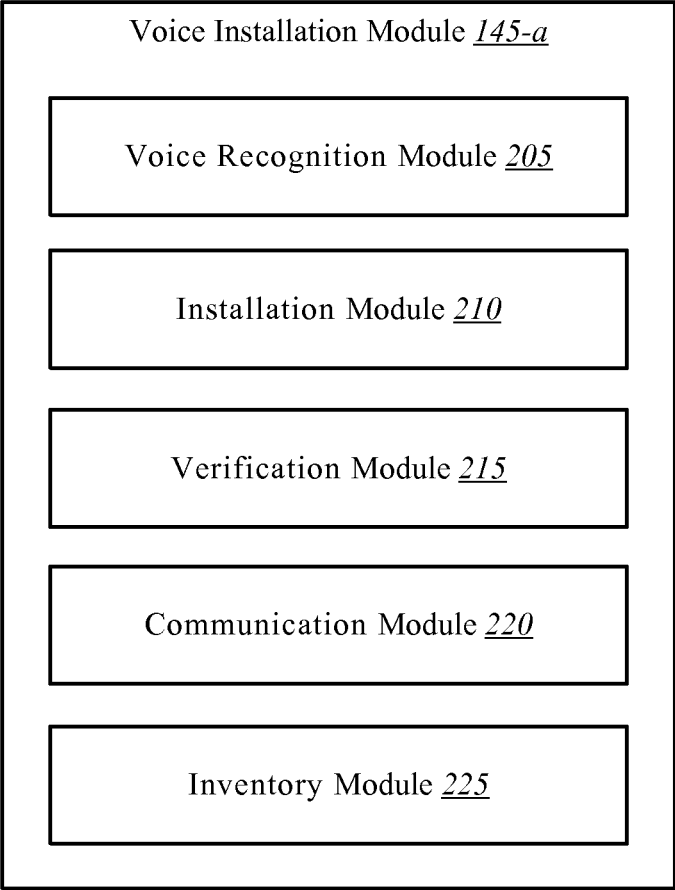 Voice Installation Module 145-a
Voice Recognition Module 205
Installation Module 210
Verification Module 215
Communication Module 220
Inventory Module 225